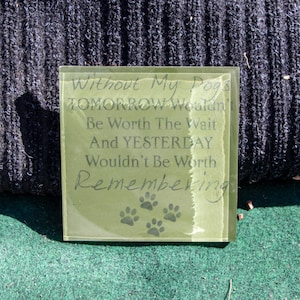 Without My Dogs
TOMORROW Wouldn't
Be Worth The Wait
And YESTERDAY
Wouldn't Be Worth
Remembering